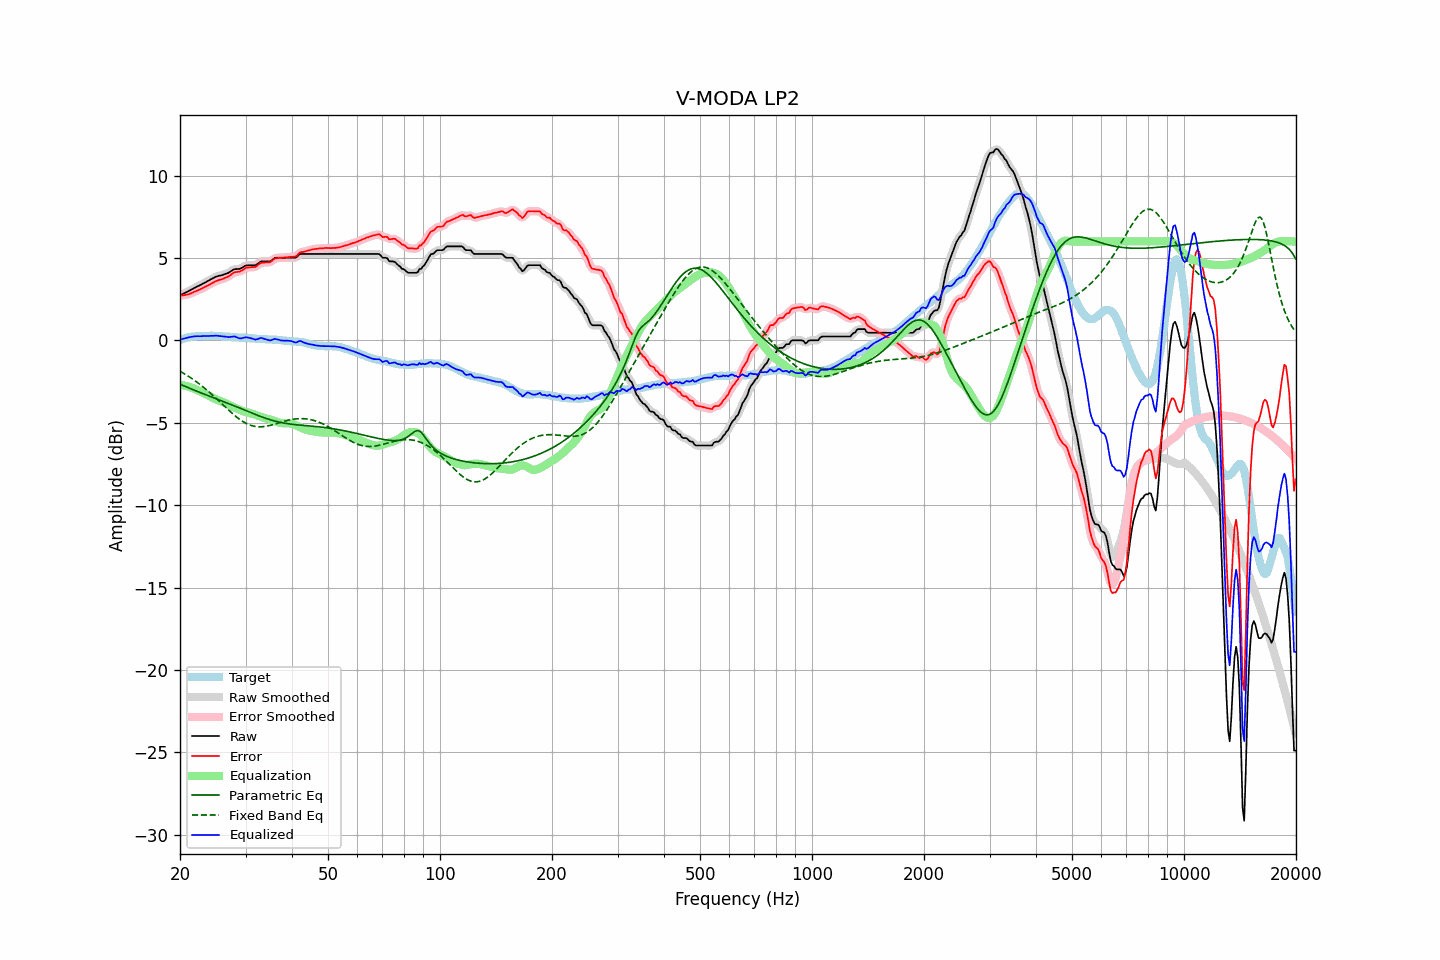 V-MODA LP2
10
5
0
−5
−10
−15
−20
−25
−30
Amplitude (dBr)
Target
Raw Smoothed
Error Smoothed
Raw
Error
Equalization
Parametric Eq
Fixed Band Eq
Equalized
20 50 100 200 500 1000 2000 5000 10000 20000
Frequency (Hz)